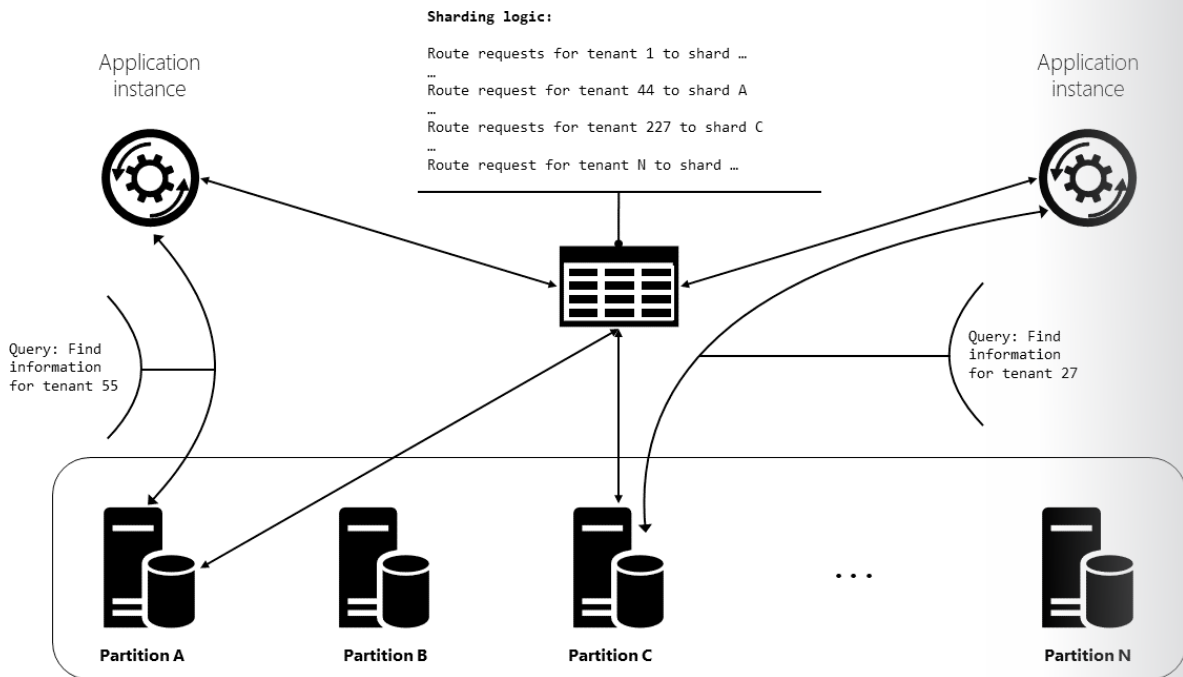 Sharding logic:
Route requests for tenant 1 to shard …
…
Route request for tenant 44 to shard A
…
Route requests for tenant 227 to shard C
…
Route request for tenant N to shard …
Application
instance
Application
instance
Query: Find
information
for tenant 55
Query: Find
information
for tenant 27
...
Partition A
Partition B
Partition C
Partition N